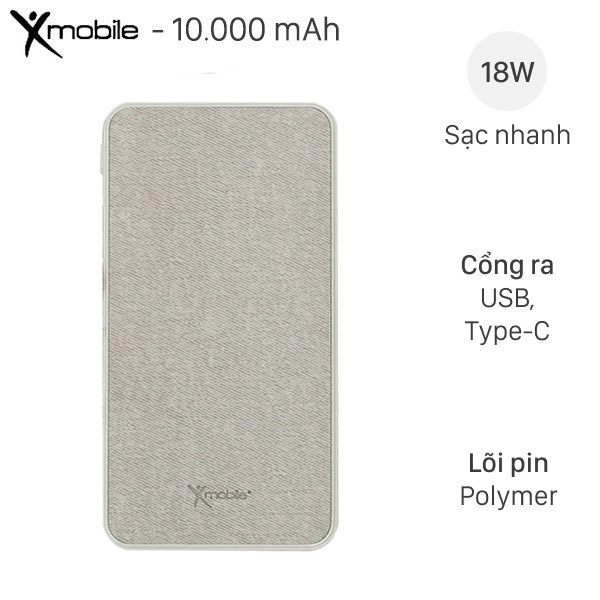 Xmobile - 10.000 mAh
18W
Sạc nhanh
Cổng ra
USB,
Type-C
Lõi pin
Polymer
Xmobile